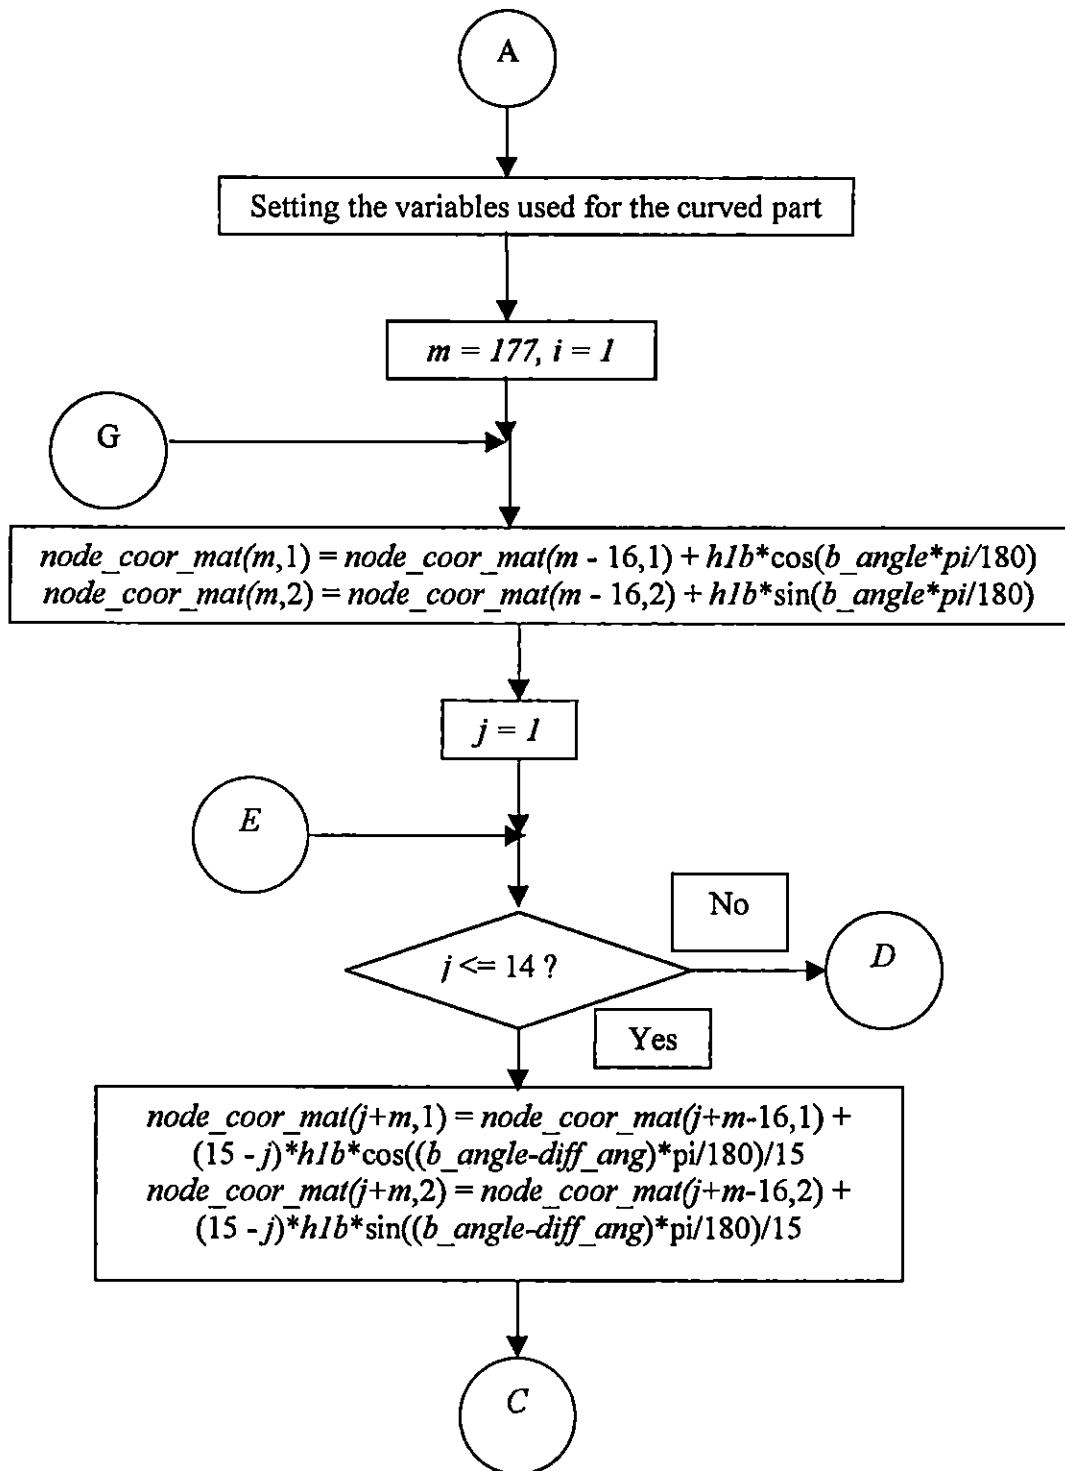 A
Setting the variables used for the curved part
m = 177, i = 1
G
node_coor_mat(m,1) = node_coor_mat(m - 16,1) + h1b*cos(b_angle*pi/180)
node_coor_mat(m,2) = node_coor_mat(m - 16,2) + h1b*sin(b_angle*pi/180)
j = 1
E
No
j <= 14 ?
D
Yes
node_coor_mat(j+m,1) = node_coor_mat(j+m-16,1) +
(15 - j)*h1b*cos((b_angle-diff_ang)*pi/180)/15
node_coor_mat(j+m,2) = node_coor_mat(j+m-16,2) +
(15 - j)*h1b*sin((b_angle-diff_ang)*pi/180)/15
C